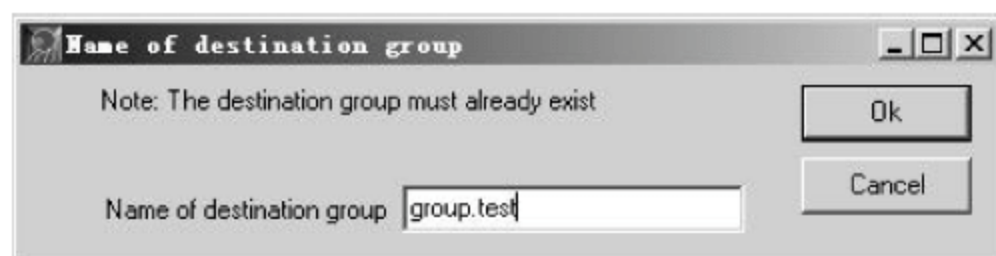 Name of destination group
Note: The destination group must already exist
Ok
Cancel
Name of destination group group.test